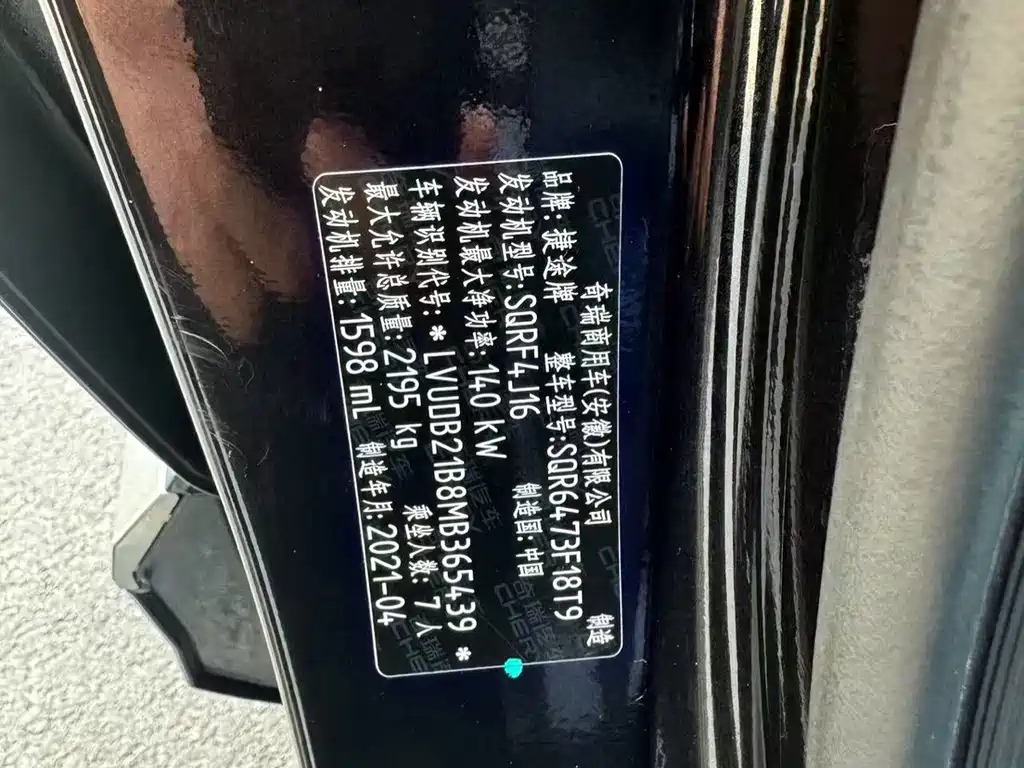 奇瑞商用车(安徽)有限公司 制造
品牌:捷途牌 整车型号:SQR6473F18T9
发动机型号:SQRF4J16 制造国:中国
发动机最大净功率:140 kW
车辆识别代号:*LVUDB21B8MB365439*
最大允许总质量:2195 kg 乘坐人数:7人
发动机排量:1598 mL 制造年月:2021-04